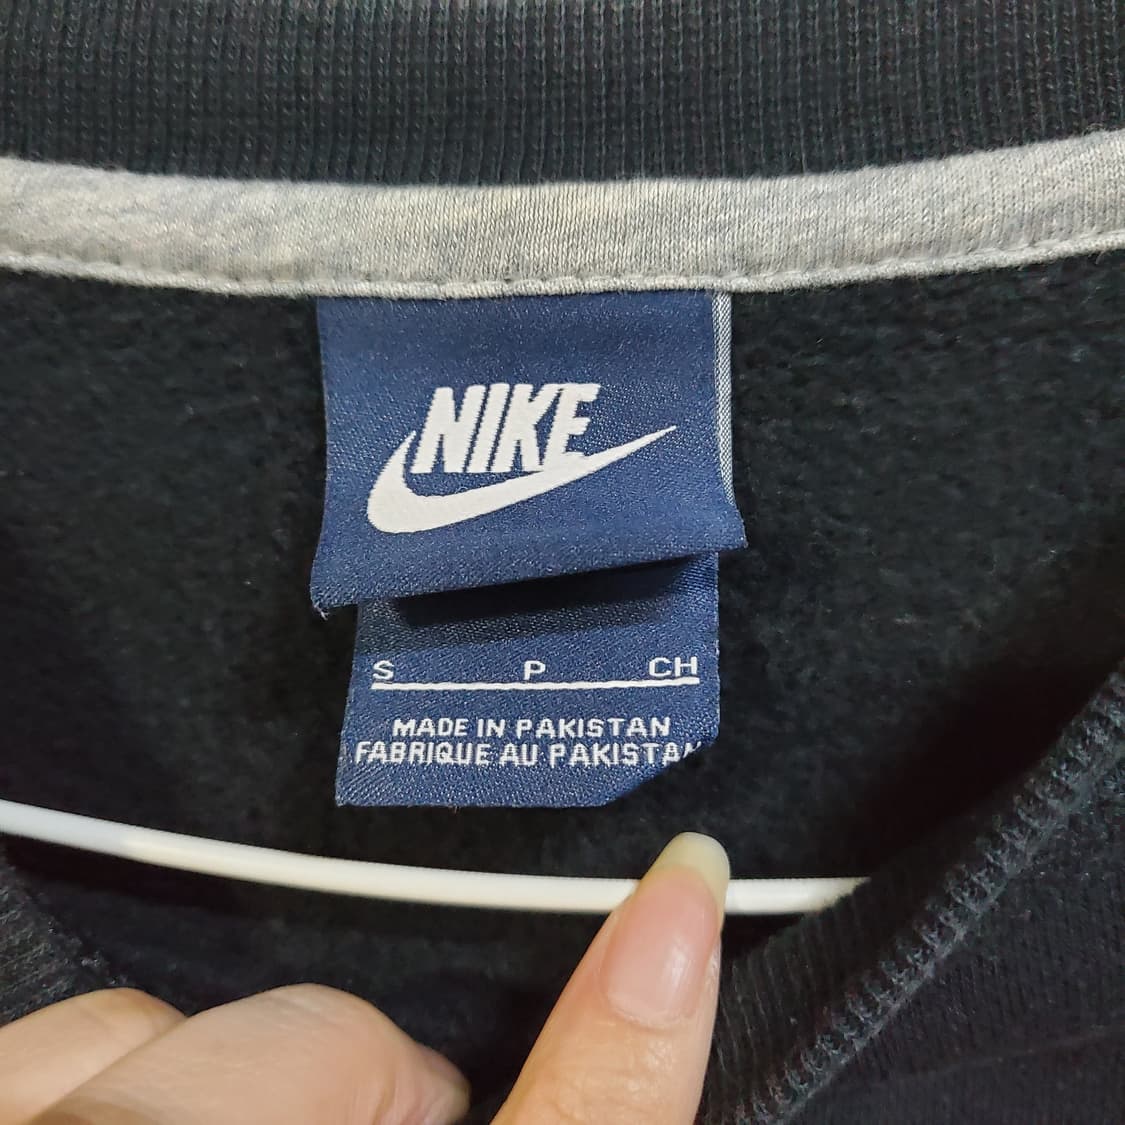 NIKE
S P CH
MADE IN PAKISTAN
FABRIQUE AU PAKISTAN